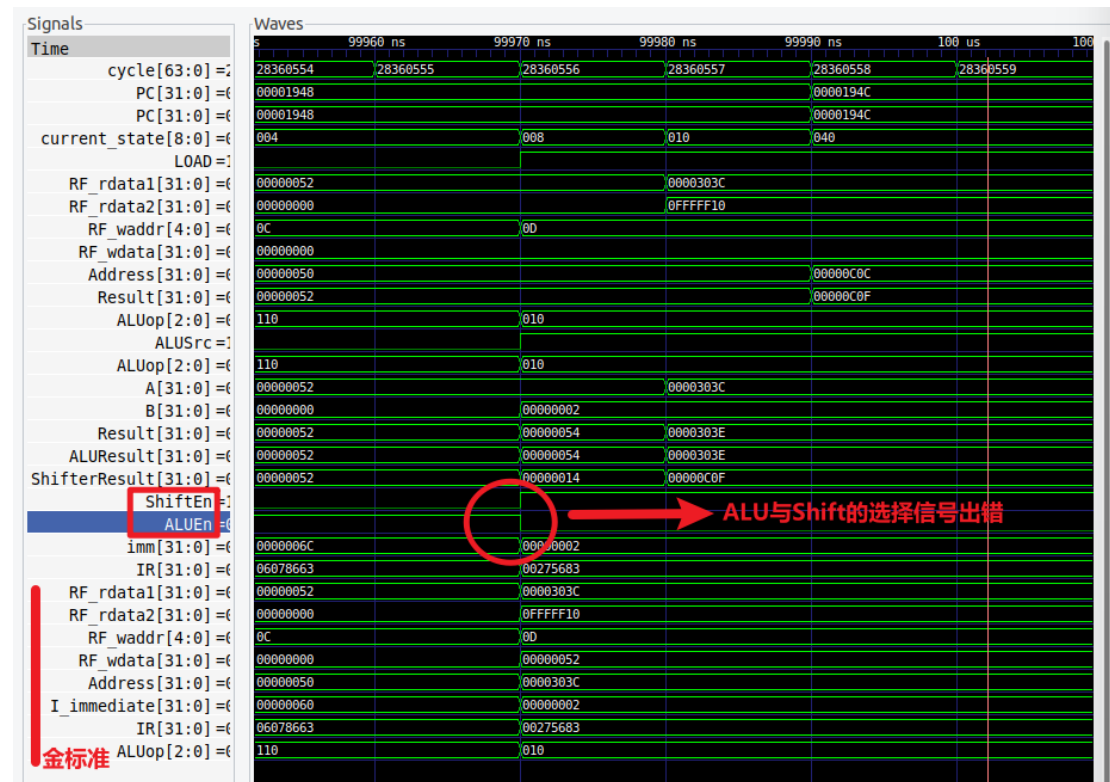 Signals
Waves
Time
s 99960 ns 99970 ns 99980 ns 99990 ns 100 us 100
cycle[63:0] =2 28360554 28360555 28360556 28360557 28360558 28360559
PC[31:0] =0 00001948 0000194C
PC[31:0] =0 00001948 0000194C
current_state[8:0] =0 004 008 010 040
LOAD =1
RF_rdata1[31:0] =0 00000052 0000303C
RF_rdata2[31:0] =0 00000000 0FFFFF10
RF_waddr[4:0] =0 0C 0D
RF_wdata[31:0] =0 00000000
Address[31:0] =0 00000050 00000C0C
Result[31:0] =0 00000052 00000C0F
ALUop[2:0] =0 110 010
ALUSrc =1
ALUop[2:0] =0 110 010
A[31:0] =0 00000052 0000303C
B[31:0] =0 00000000 00000002
Result[31:0] =0 00000052 00000054 0000303E
ALUResult[31:0] =0 00000052 00000054 0000303E
ShifterResult[31:0] =0 00000052 00000014 00000C0F
ShiftEn =1
ALU与Shift的选择信号出错
ALUEn =0
imm[31:0] =0 0000006C 00000002
IR[31:0] =0 06078663 00275683
RF_rdata1[31:0] =0 00000052 0000303C
RF_rdata2[31:0] =0 00000000 0FFFFF10
RF_waddr[4:0] =0 0C 0D
RF_wdata[31:0] =0 00000000 00000052
Address[31:0] =0 00000050 0000303C
I_immediate[31:0] =0 00000060 00000002
IR[31:0] =0 06078663 00275683
金标准 ALUop[2:0] =0 110 010